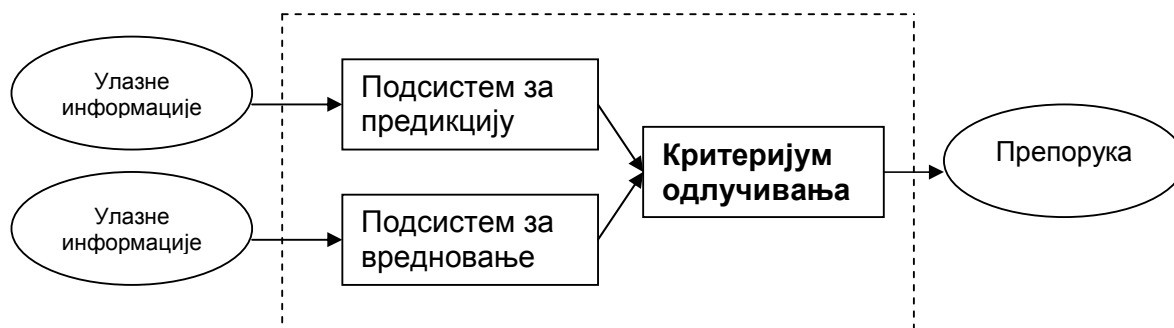 Улазне
информације
Подсистем за
предикцију
Критеријум
одлучивања
Препорука
Улазне
информације
Подсистем за
вредновање